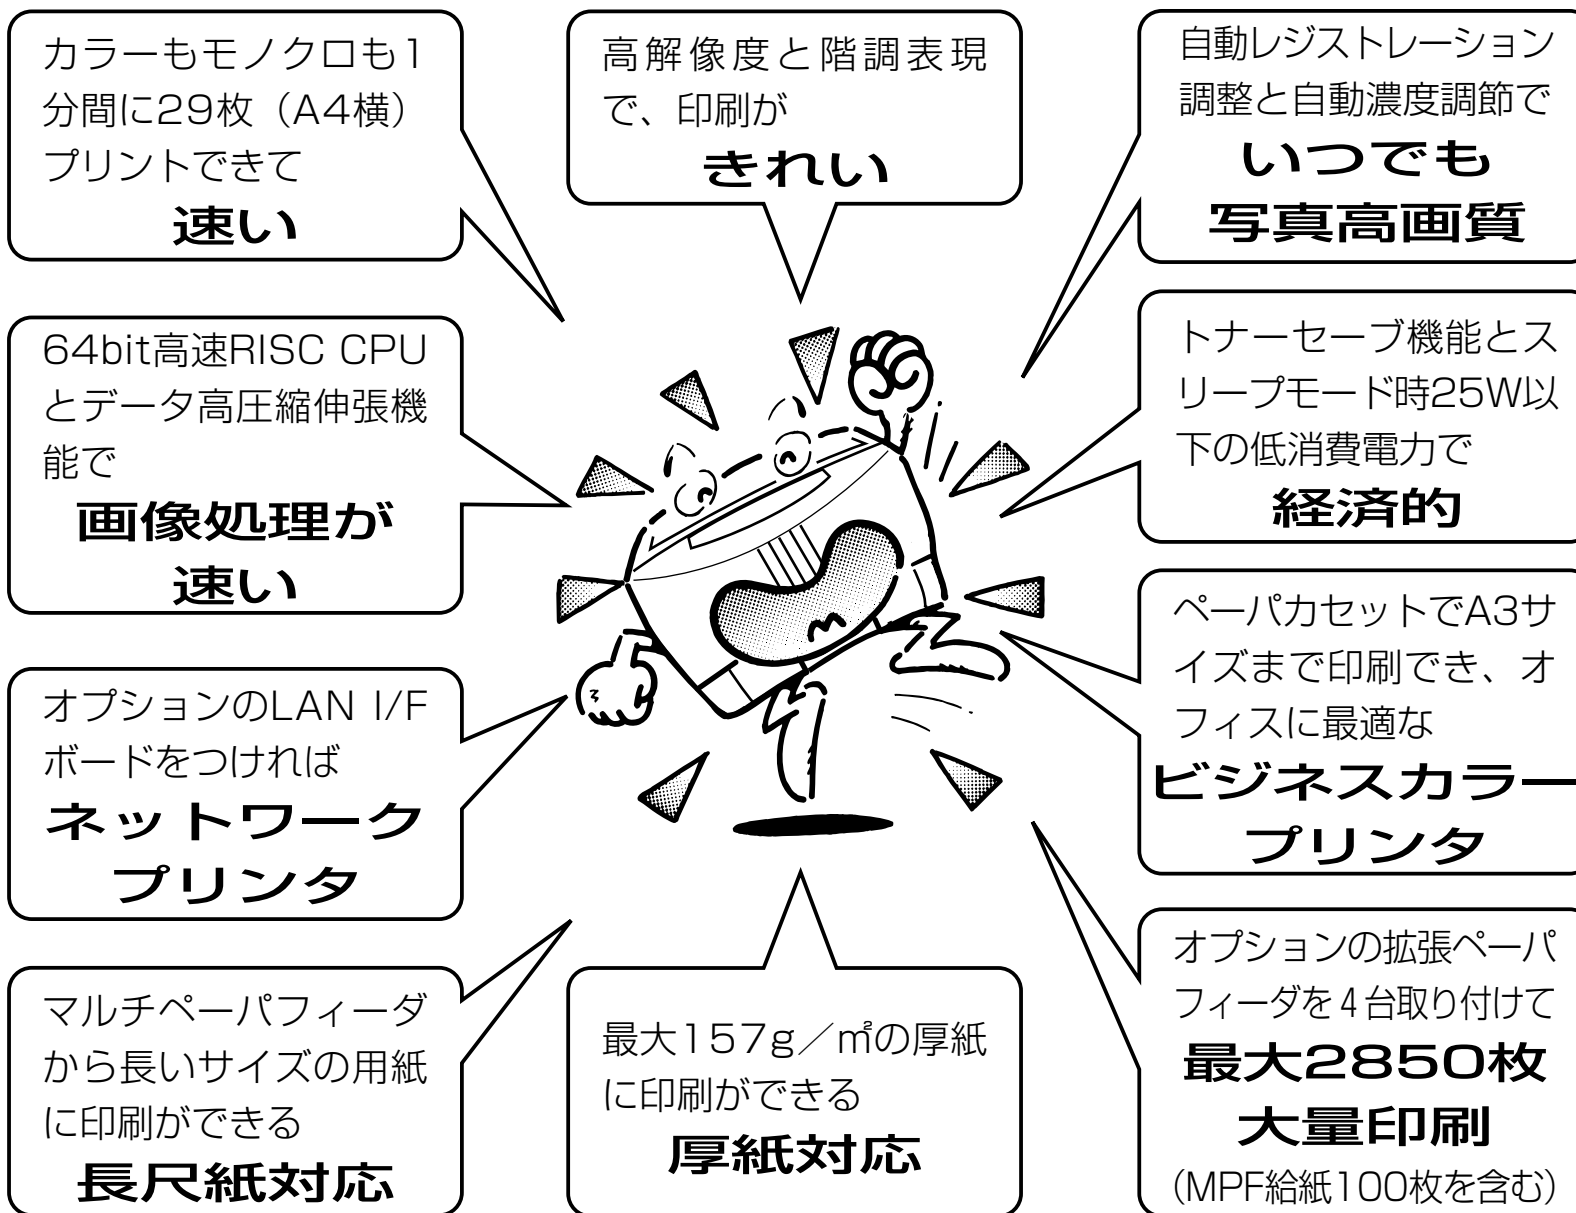 カラーもモノクロも1
分間に29枚（A4横）
プリントできて
速い
高解像度と階調表現
で、印刷が
きれい
自動レジストレーション
調整と自動濃度調節で
いつでも
写真高画質
64bit高速RISC CPU
とデータ高圧縮伸張機
能で
画像処理が
速い
トナーセーブ機能とス
リープモード時25W以
下の低消費電力で
経済的
オプションのLAN I/F
ボードをつければ
ネットワーク
プリンタ
ペーパカセットでA3サ
イズまで印刷でき、オ
フィスに最適な
ビジネスカラー
プリンタ
マルチペーパフィーダ
から長いサイズの用紙
に印刷ができる
長尺紙対応
最大157g／㎡の厚紙
に印刷ができる
厚紙対応
オプションの拡張ペーパ
フィーダを４台取り付けて
最大2850枚
大量印刷
（MPF給紙100枚を含む）